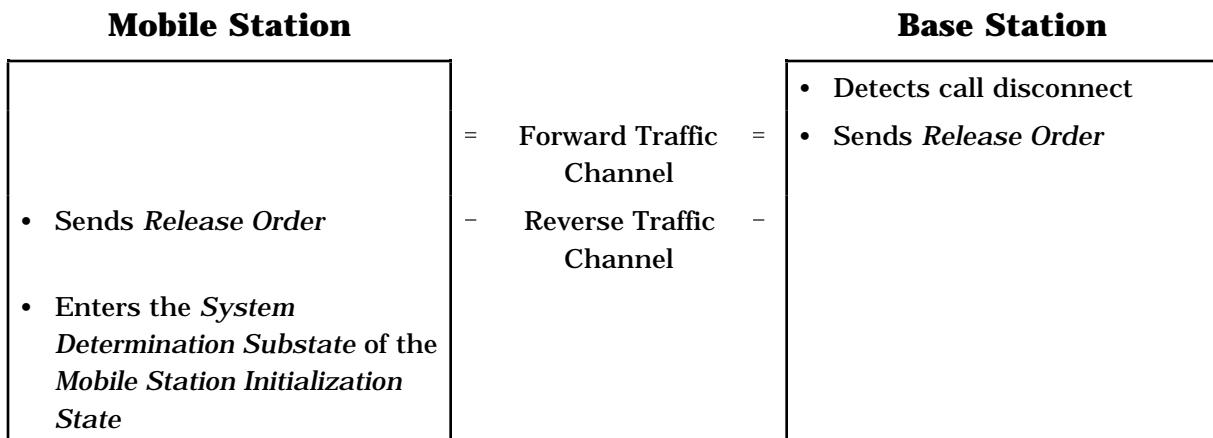 Mobile Station
Base Station
• Detects call disconnect
= Forward Traffic =
Channel
• Sends Release Order
• Sends Release Order
– Reverse Traffic –
Channel
• Enters the System
Determination Substate of the
Mobile Station Initialization
State